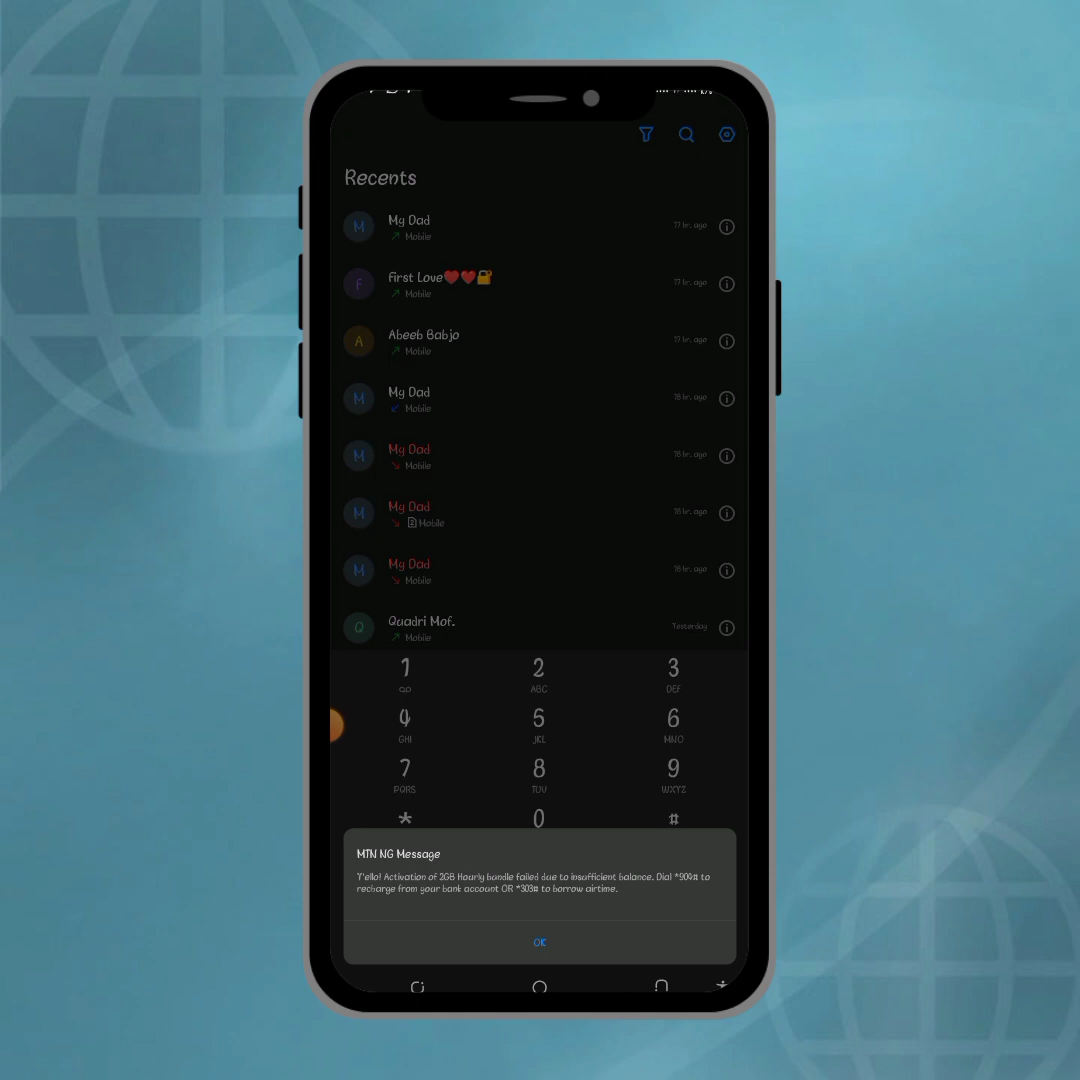 Recents
M
My Dad
Mobile
17 hr. ago
F
First Love❤️❤️🔐
Mobile
17 hr. ago
A
Abeeb Babjo
Mobile
17 hr. ago
M
My Dad
Mobile
18 hr. ago
M
My Dad
Mobile
18 hr. ago
M
My Dad
2 Mobile
18 hr. ago
M
My Dad
Mobile
18 hr. ago
Q
Quadri Mof.
Mobile
Yesterday
1 2 3
ABC DEF
4 5 6
GHI JKL MNO
7 8 9
PQRS TUV WXYZ
* 0 #
MTN NG Message
Y'ello! Activation of 2GB Hourly bundle failed due to insufficient balance. Dial *904# to
recharge from your bank account OR *303# to borrow airtime.
OK